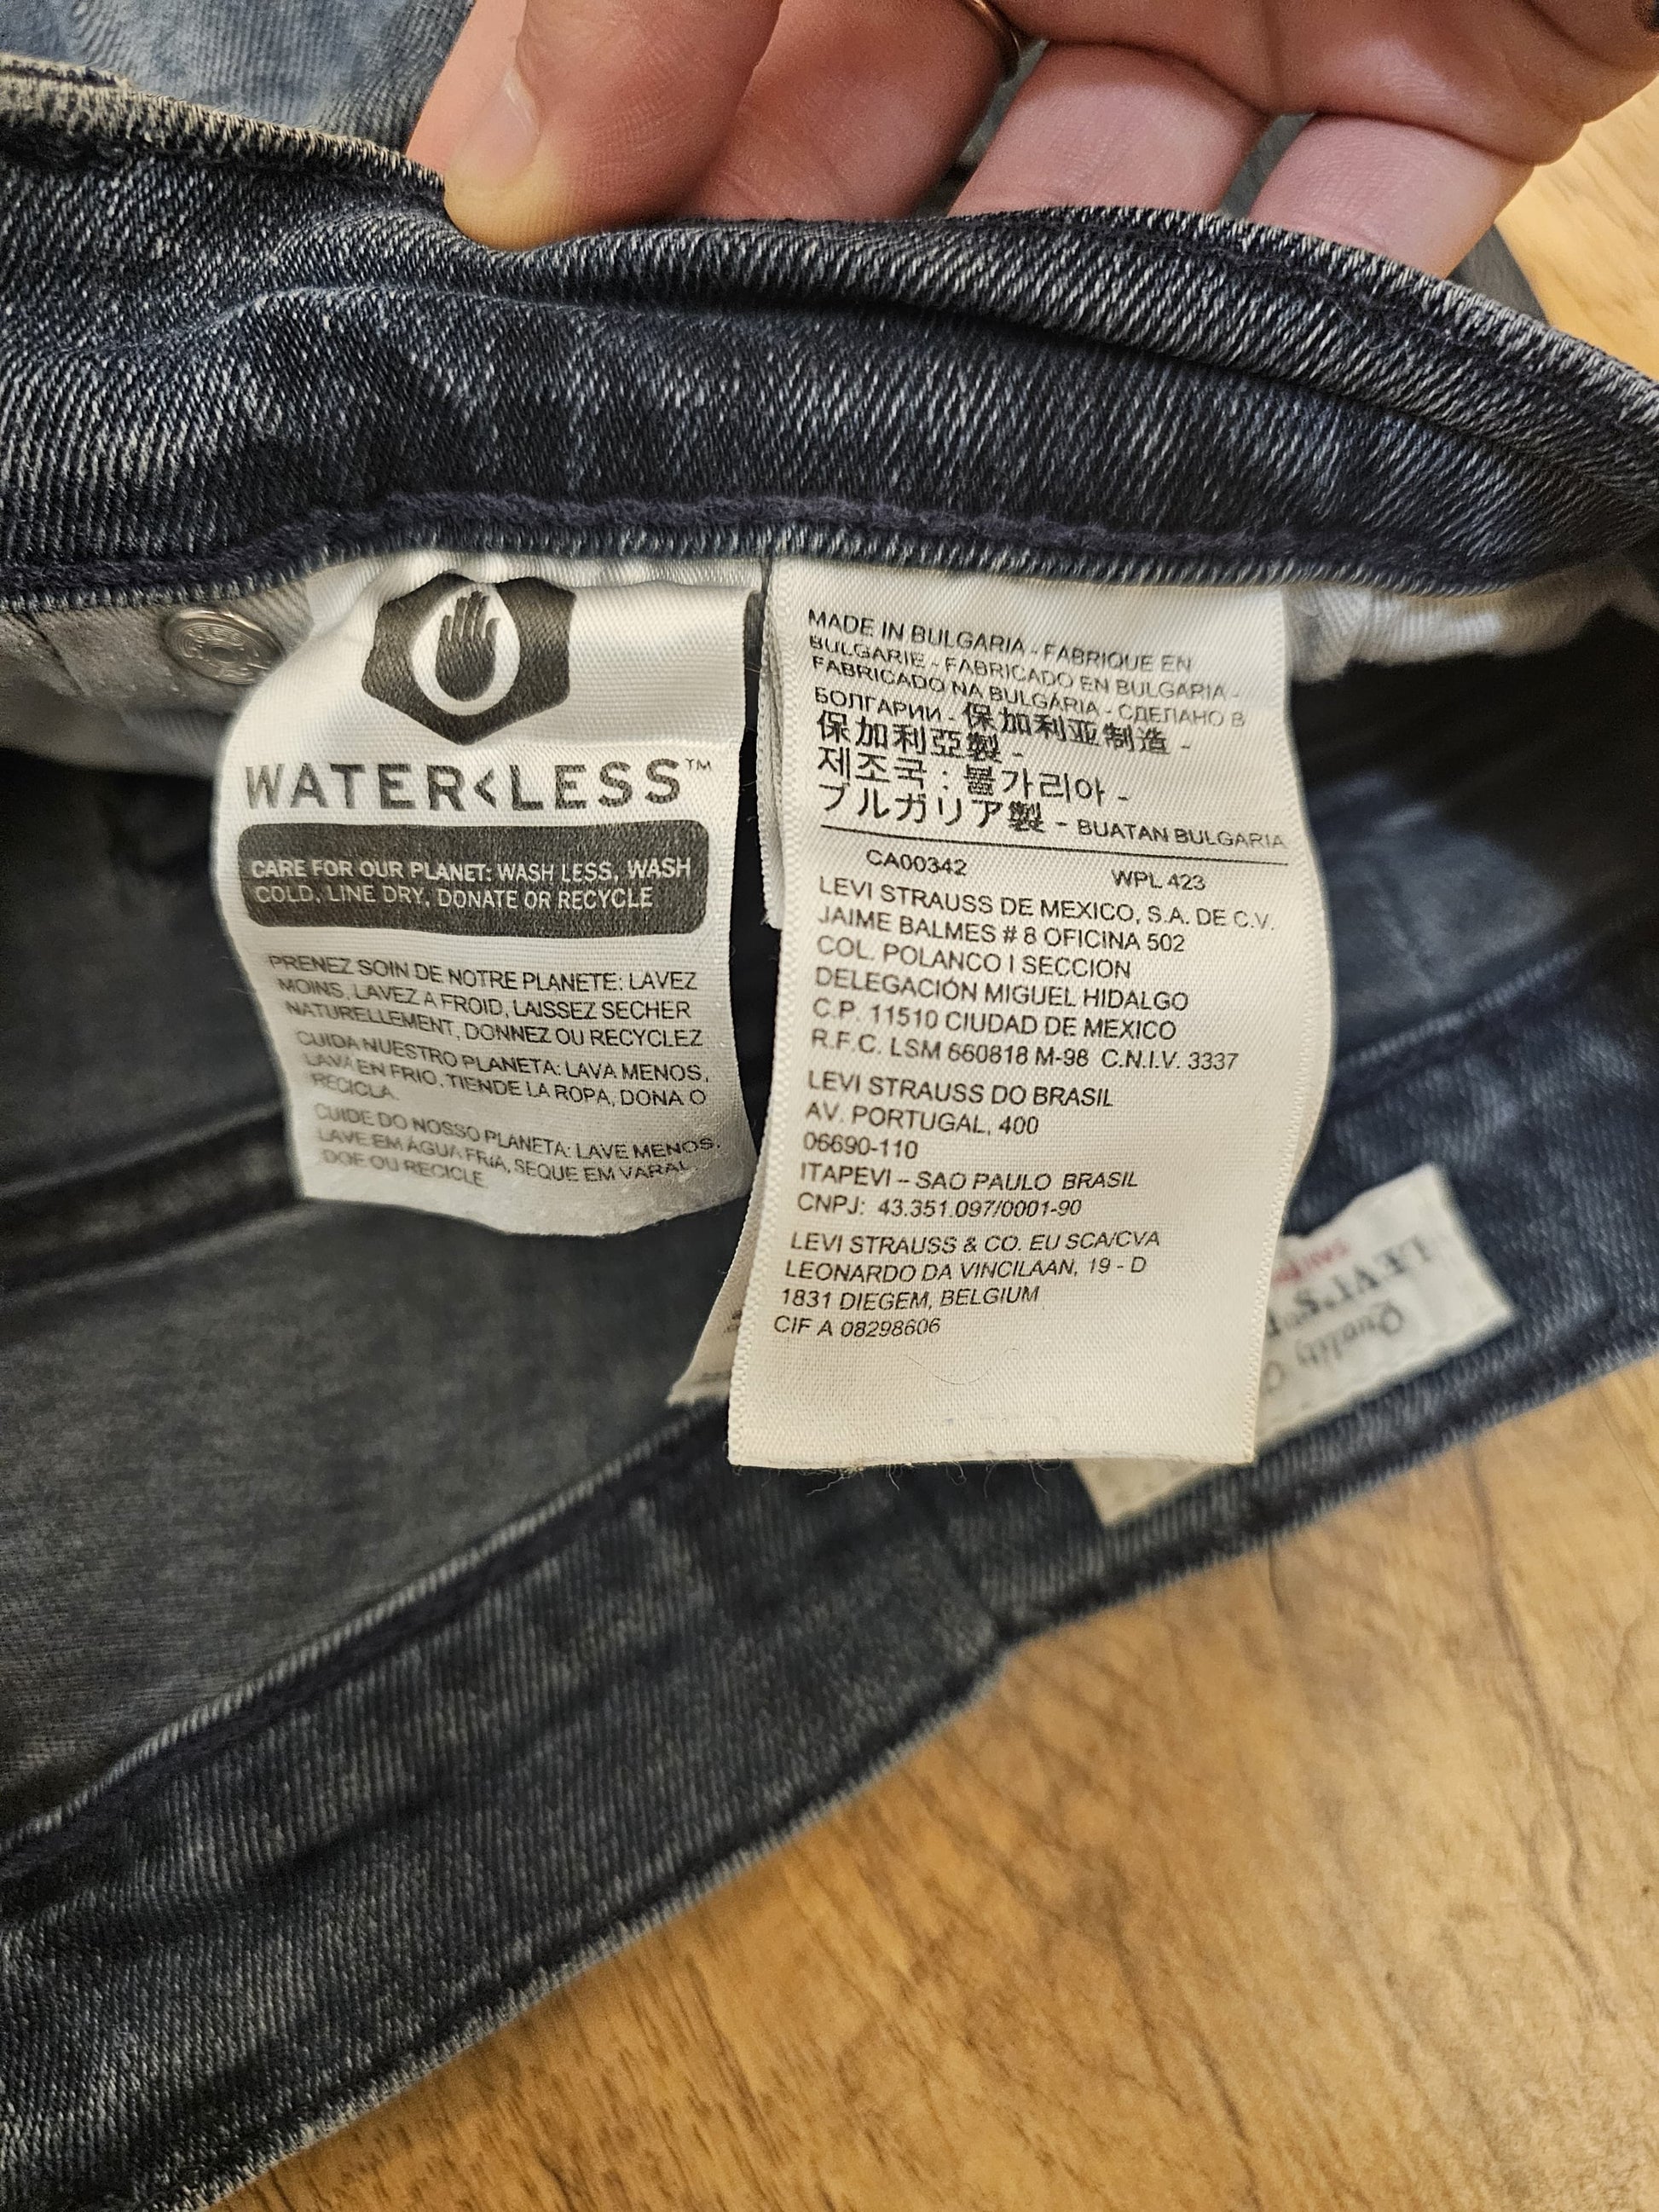 WATER<LESS™
CARE FOR OUR PLANET: WASH LESS, WASH
COLD, LINE DRY, DONATE OR RECYCLE
PRENEZ SOIN DE NOTRE PLANETE: LAVEZ
MOINS, LAVEZ A FROID, LAISSEZ SECHER
NATURELLEMENT, DONNEZ OU RECYCLEZ
CUIDA NUESTRO PLANETA: LAVA MENOS,
LAVA EN FRIO, TIENDE LA ROPA, DONA O
RECICLA.
CUIDE DO NOSSO PLANETA: LAVE MENOS,
LAVE EM ÁGUA FRIA, SEQUE EM VARAL,
DOE OU RECICLE
MADE IN BULGARIA - FABRIQUE EN
BULGARIE - FABRICADO EN BULGARIA -
FABRICADO NA BULGÁRIA - СДЕЛАНО В
БОЛГАРИИ - 保加利亚制造 -
保加利亞製 -
제조국 : 불가리아 -
ブルガリア製 - BUATAN BULGARIA
CA00342 WPL 423
LEVI STRAUSS DE MEXICO, S.A. DE C.V.
JAIME BALMES # 8 OFICINA 502
COL. POLANCO I SECCION
DELEGACIÓN MIGUEL HIDALGO
C.P. 11510 CIUDAD DE MEXICO
R.F.C. LSM 660818 M-98 C.N.I.V. 3337
LEVI STRAUSS DO BRASIL
AV. PORTUGAL, 400
06690-110
ITAPEVI – SAO PAULO BRASIL
CNPJ: 43.351.097/0001-90
LEVI STRAUSS & CO. EU SCA/CVA
LEONARDO DA VINCILAAN, 19 - D
1831 DIEGEM, BELGIUM
CIF A 08298606
Quality
LEVI'S